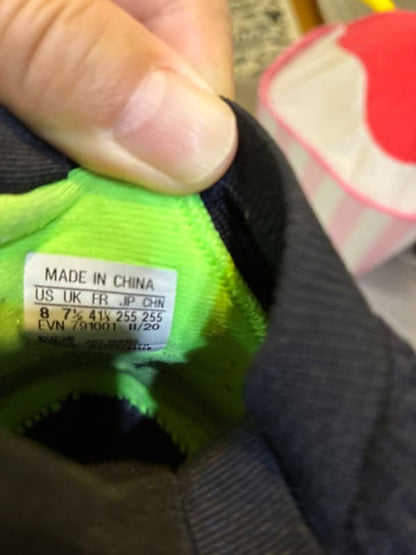 MADE IN CHINA
US UK FR JP CHN
8 7½ 41⅓ 255 255
EVN 791001 11/20